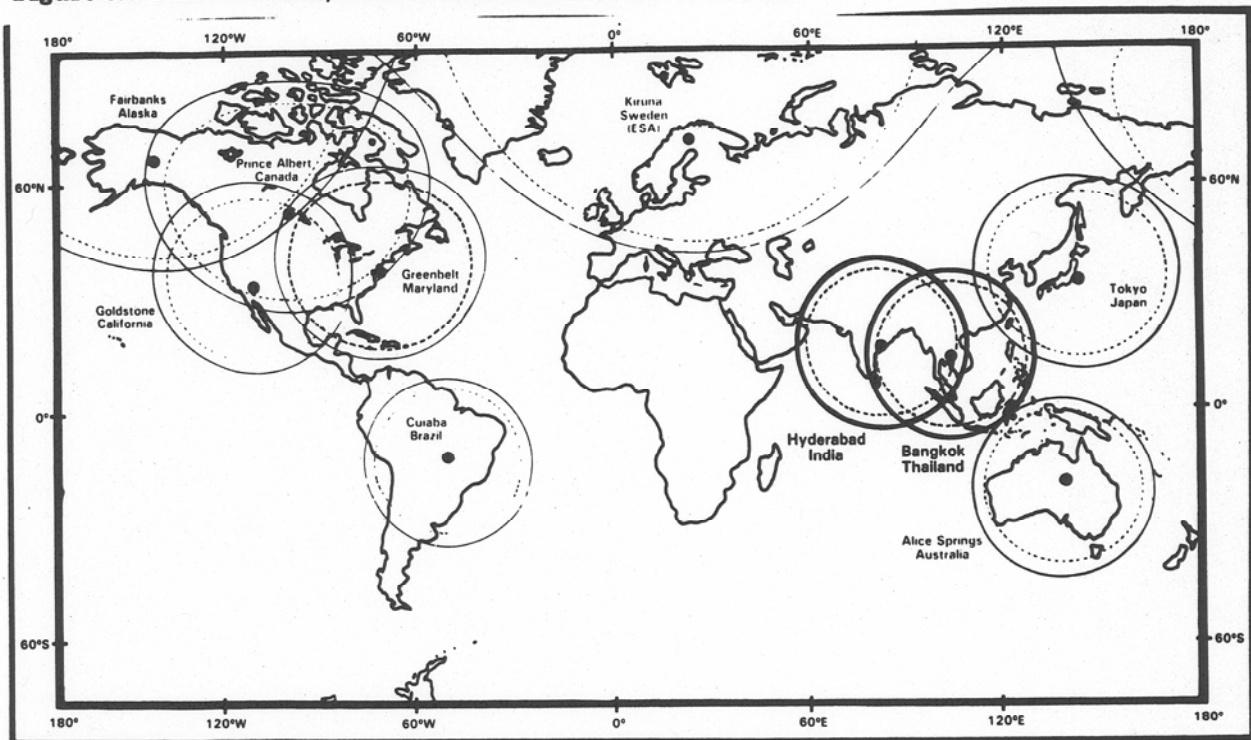 180°
120°W
60°W
0°
60°E
120°E
180°
Fairbanks
Alaska
Kiruna
Sweden
(ESA)
Prince Albert
Canada
60°N
60°N
Greenbelt
Maryland
Goldstone
California
Tokyo
Japan
0°
0°
Cuiaba
Brazil
Hyderabad
India
Bangkok
Thailand
Alice Springs
Australia
60°S
60°S
180°
120°W
60°W
0°
60°E
120°E
180°